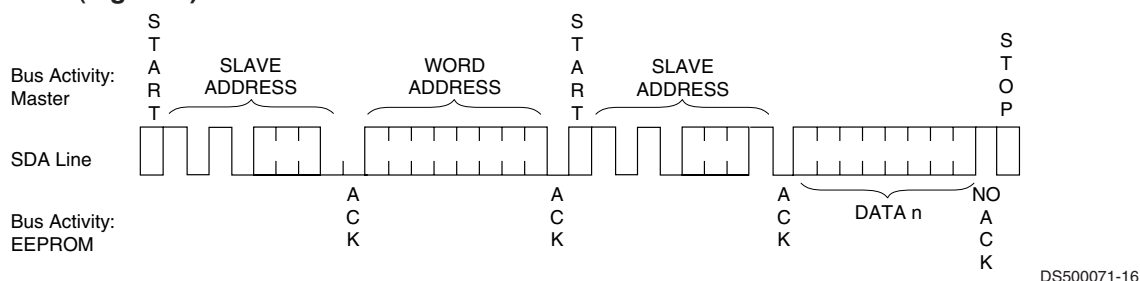 START
START
STOP
Bus Activity:
Master
SLAVE
ADDRESS
WORD
ADDRESS
SLAVE
ADDRESS
SDA Line
Bus Activity:
EEPROM
ACK
ACK
ACK
DATA n
NO
ACK
DS500071-16